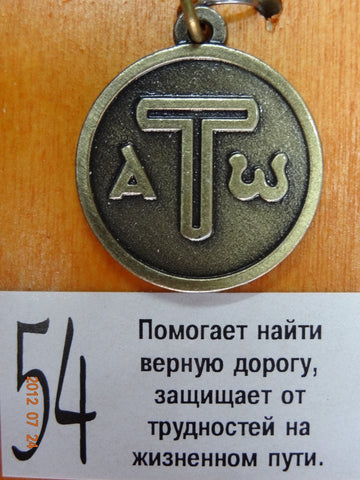 Α Τ ω
54
Помогает найти
верную дорогу,
защищает от
трудностей на
жизненном пути.
2012 07 24